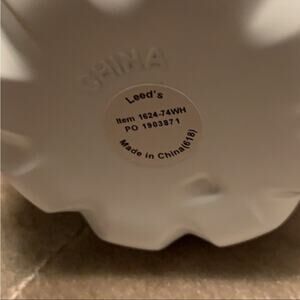 CHINA
Leed's
Item 1624-74WH
PO 1903871
Made in China(618)